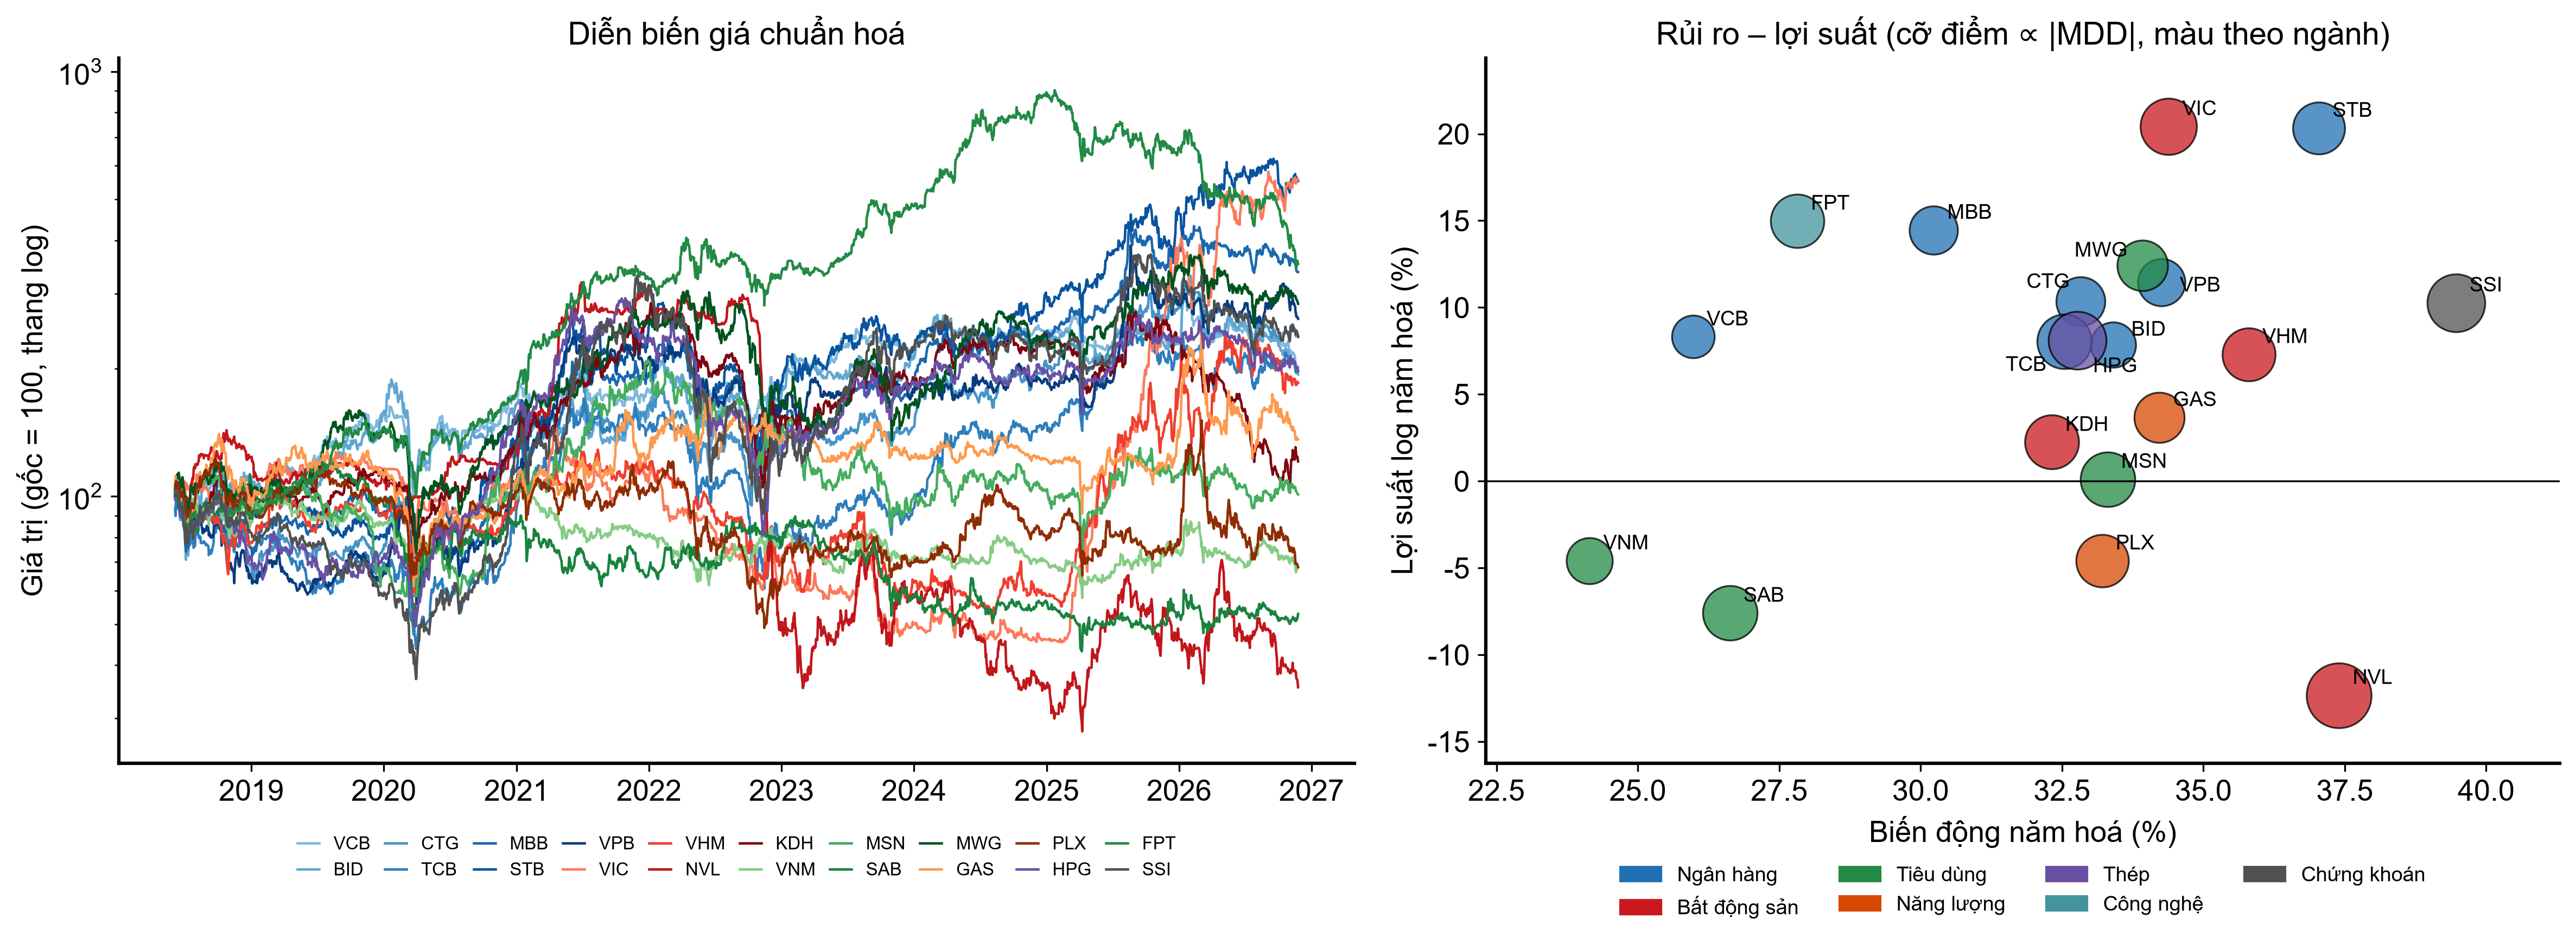 Diễn biến giá chuẩn hoá
Giá trị (gốc = 100, thang log)
10³
10²
2019 2020 2021 2022 2023 2024 2025 2026 2027
VCB CTG MBB VPB VHM KDH MSN MWG PLX FPT
BID TCB STB VIC NVL VNM SAB GAS HPG SSI
Rủi ro – lợi suất (cỡ điểm ∝ |MDD|, màu theo ngành)
Lợi suất log năm hoá (%)
20
15
10
5
0
-5
-10
-15
VIC
STB
FPT
MBB
MWG
CTG
VPB
SSI
VCB
BID
VHM
TCB
HPG
GAS
KDH
MSN
VNM
PLX
SAB
NVL
22.5 25.0 27.5 30.0 32.5 35.0 37.5 40.0
Biến động năm hoá (%)
Ngân hàng Tiêu dùng Thép Chứng khoán
Bất động sản Năng lượng Công nghệ